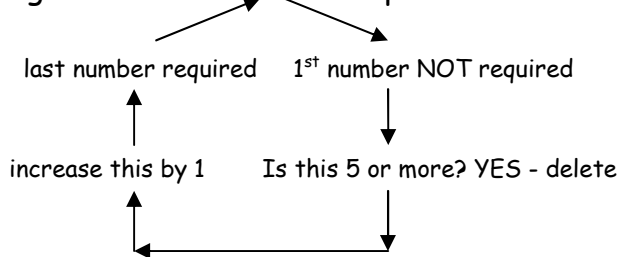 last number required 1st number NOT required
increase this by 1 Is this 5 or more? YES - delete